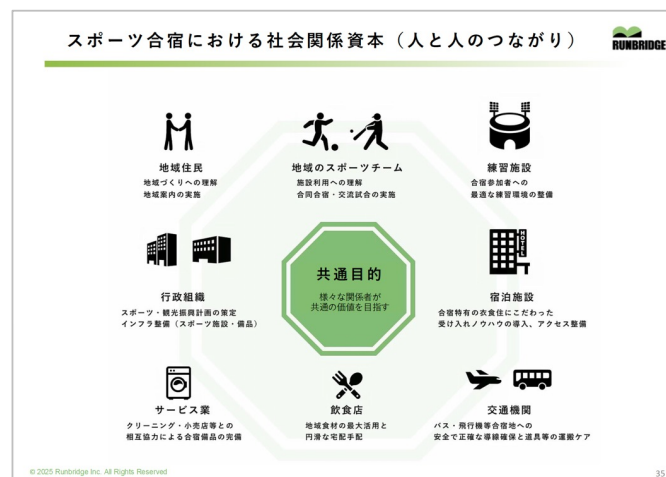 スポーツ合宿における社会関係資本（人と人のつながり）
RUNBRIDGE
地域住民
地域づくりへの理解
地域案内の実施
地域のスポーツチーム
施設利用への理解
合同合宿・交流試合の実施
練習施設
合宿参加者への
最適な練習環境の整備
行政組織
スポーツ・観光振興計画の策定
インフラ整備（スポーツ施設・備品）
共通目的
様々な関係者が
共通の価値を目指す
HOTEL
宿泊施設
合宿特有の衣食住にこだわった
受け入れノウハウの導入、アクセス整備
サービス業
クリーニング・小売店等との
相互協力による合宿備品の完備
飲食店
地域食材の最大活用と
円滑な宅配手配
交通機関
バス・飛行機等合宿地への
安全で正確な導線確保と道具等の運搬ケア
© 2025 Runbridge Inc. All Rights Reserved
35